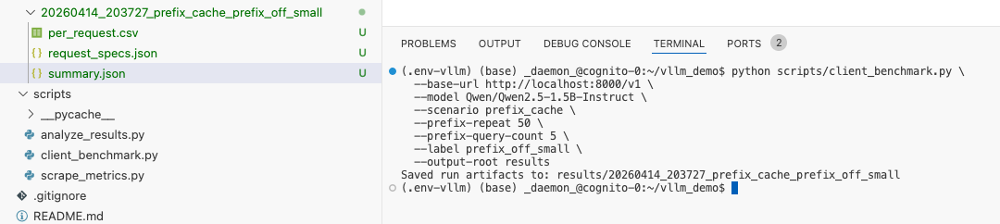 20260414_203727_prefix_cache_prefix_off_small
per_request.csv U
{} request_specs.json U
{} summary.json U
scripts
__pycache__
analyze_results.py
client_benchmark.py
scrape_metrics.py
.gitignore
README.md
PROBLEMS OUTPUT DEBUG CONSOLE TERMINAL PORTS 2
(.env-vllm) (base) _daemon_@cognito-0:~/vllm_demo$ python scripts/client_benchmark.py \
--base-url http://localhost:8000/v1 \
--model Qwen/Qwen2.5-1.5B-Instruct \
--scenario prefix_cache \
--prefix-repeat 50 \
--prefix-query-count 5 \
--label prefix_off_small \
--output-root results
Saved run artifacts to: results/20260414_203727_prefix_cache_prefix_off_small
(.env-vllm) (base) _daemon_@cognito-0:~/vllm_demo$